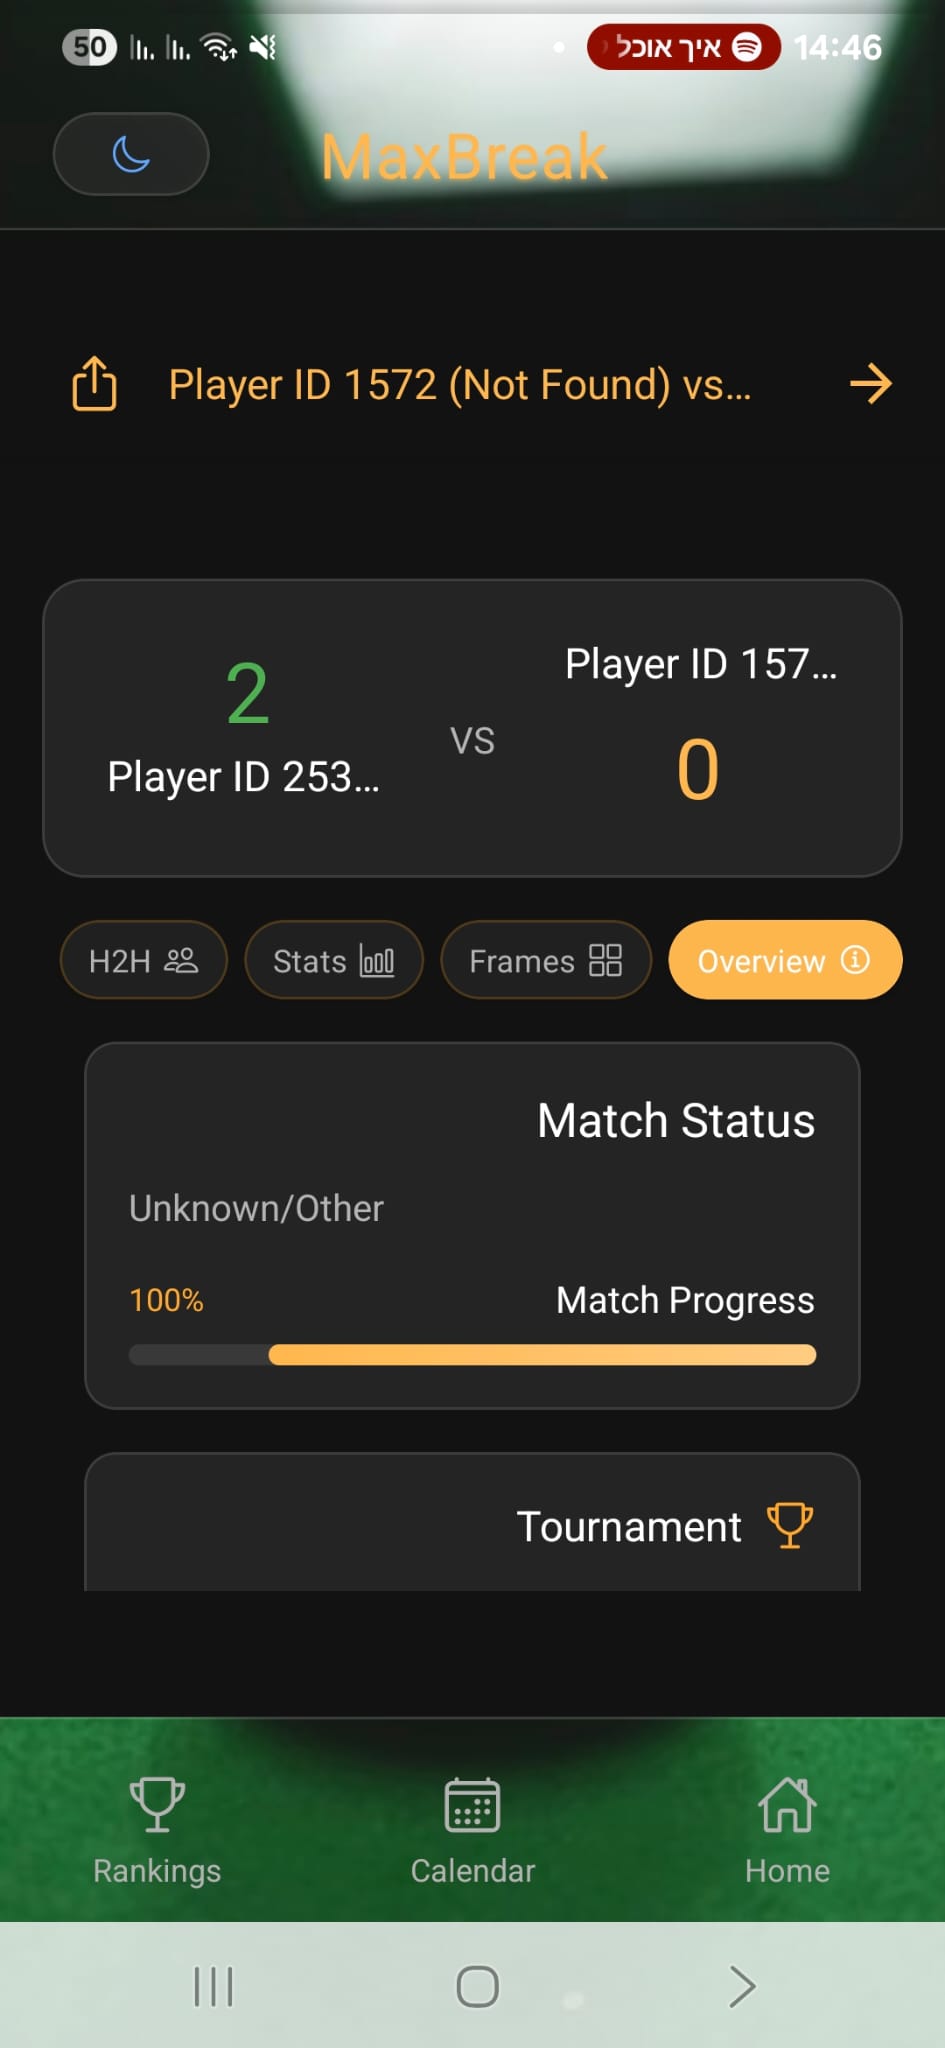 50
איך אוכל
14:46
MaxBreak
Player ID 1572 (Not Found) vs...
2
Player ID 253...
VS
Player ID 157...
0
H2H
Stats
Frames
Overview
Match Status
Unknown/Other
100%
Match Progress
Tournament
Rankings
Calendar
Home